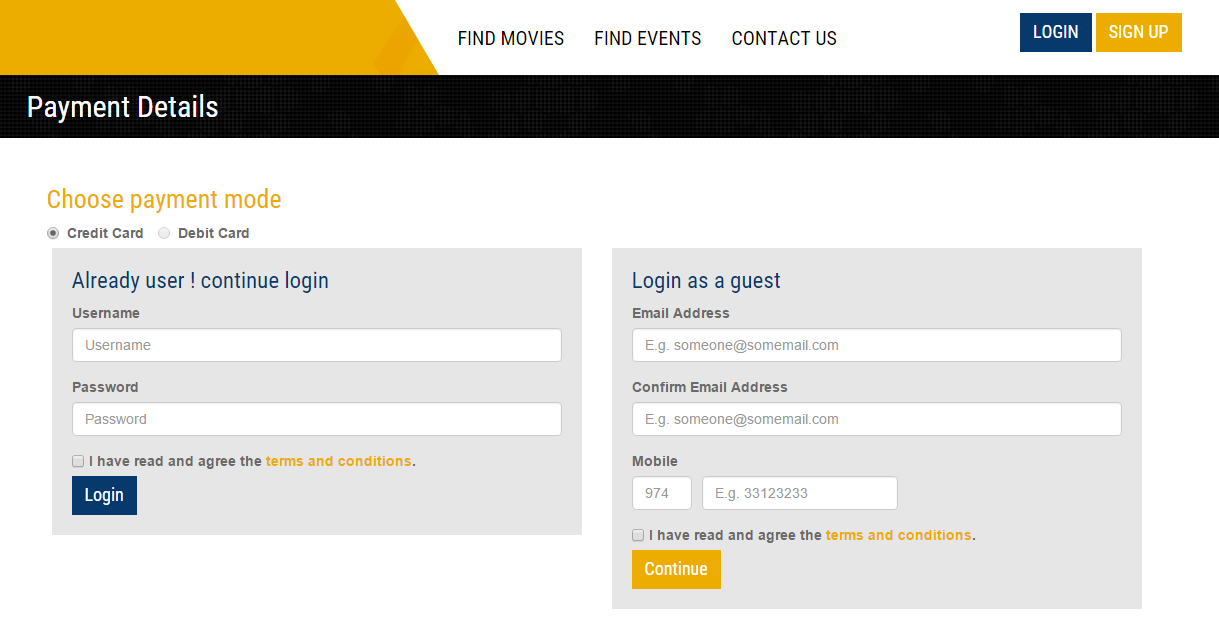 FIND MOVIES FIND EVENTS CONTACT US LOGIN SIGN UP
Payment Details
Choose payment mode
Credit Card Debit Card
Already user ! continue login
Username
Username
Password
Password
I have read and agree the terms and conditions.
Login
Login as a guest
Email Address
E.g. someone@somemail.com
Confirm Email Address
E.g. someone@somemail.com
Mobile
974 E.g. 33123233
I have read and agree the terms and conditions.
Continue